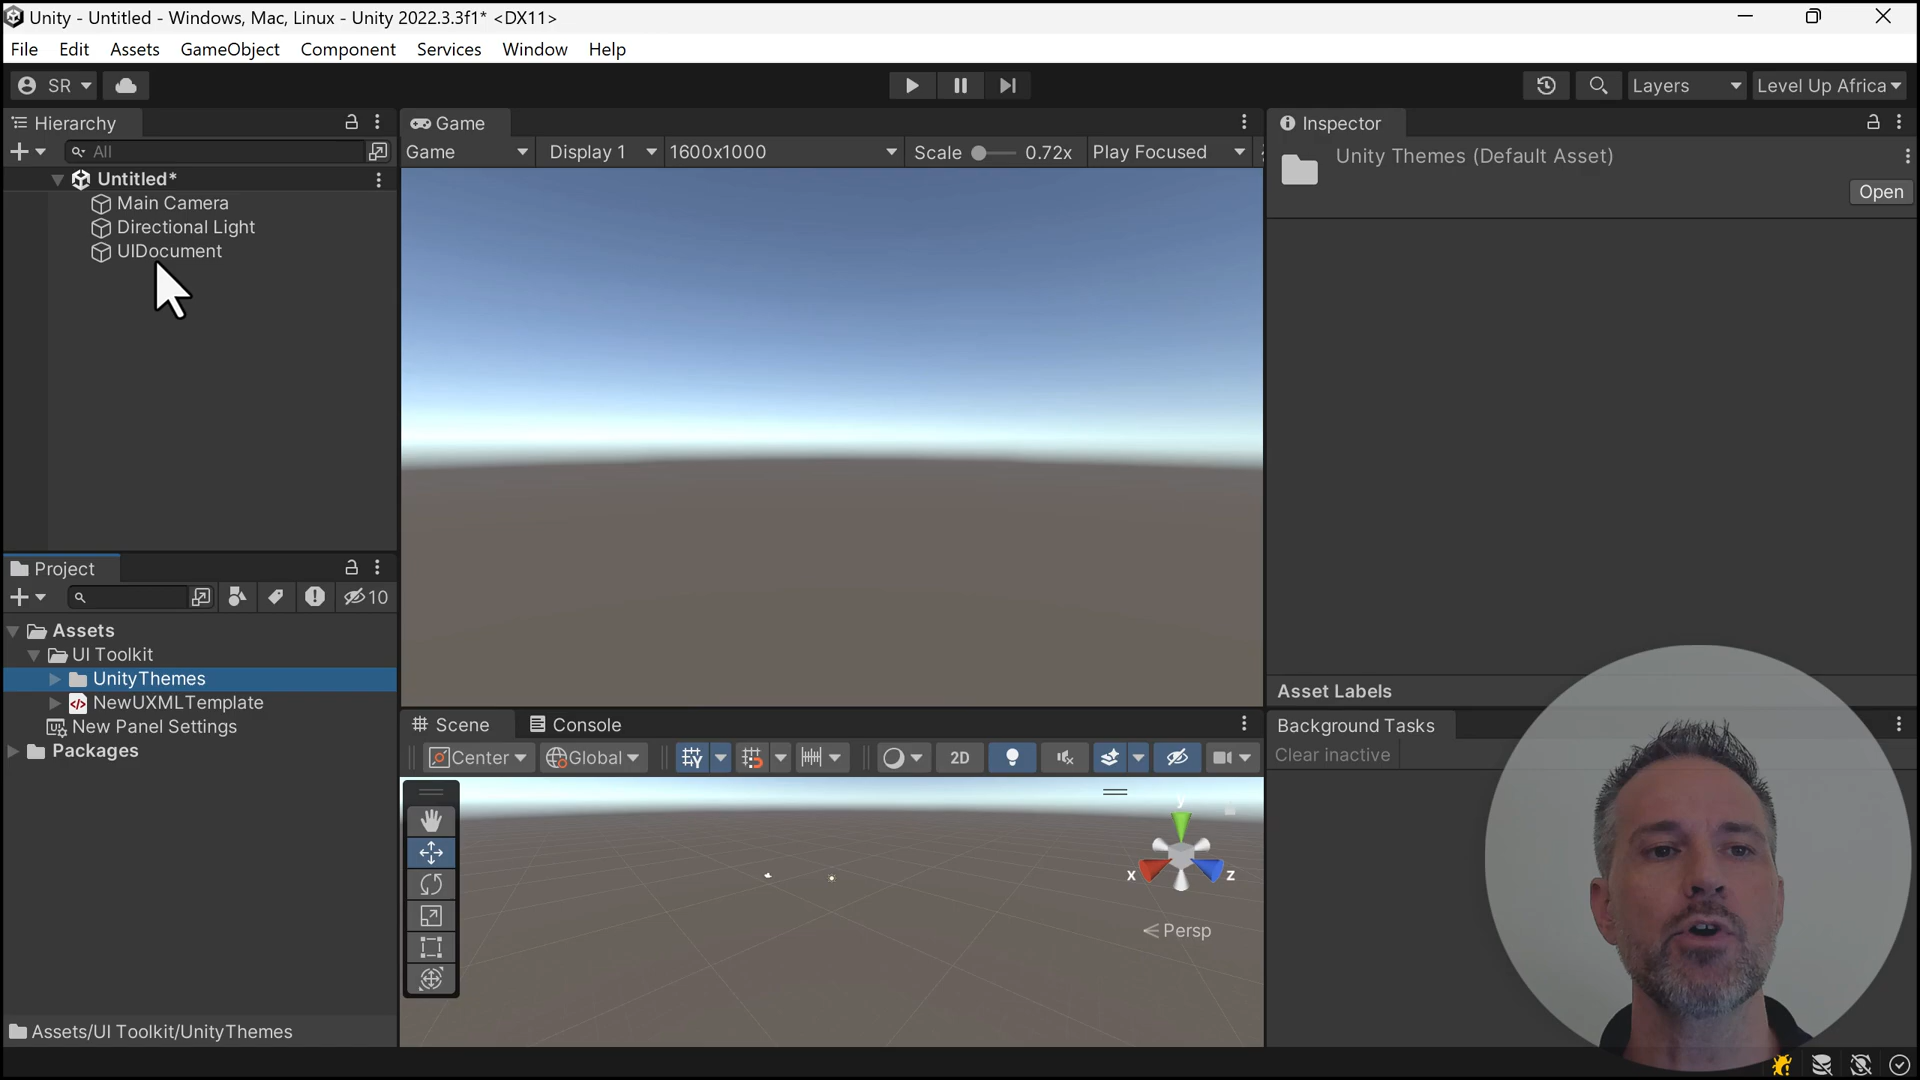 Unity - Untitled - Windows, Mac, Linux - Unity 2022.3.3f1* <DX11>
File Edit Assets GameObject Component Services Window Help
SR Layers Level Up Africa
Hierarchy
All
Untitled*
Main Camera
Directional Light
UIDocument
Game
Game Display 1 1600x1000 Scale 0.72x Play Focused
Inspector
Unity Themes (Default Asset)
Open
Project
10
Assets
UI Toolkit
UnityThemes
NewUXMLTemplate
New Panel Settings
Packages
Assets/UI Toolkit/UnityThemes
Scene Console
Center Global 2D
y
x z
Persp
Asset Labels
Background Tasks
Clear inactive